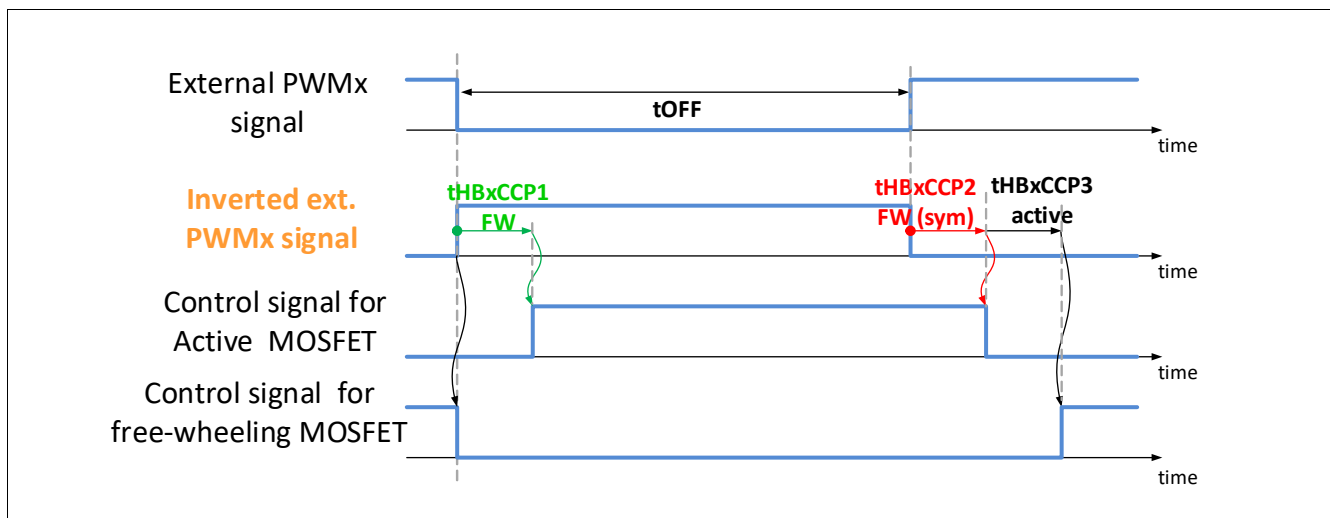 External PWMx
signal
tOFF
time
Inverted ext.
PWMx signal
tHBxCCP1
FW
tHBxCCP2
FW (sym)
tHBxCCP3
active
time
Control signal for
Active MOSFET
time
Control signal for
free-wheeling MOSFET
time